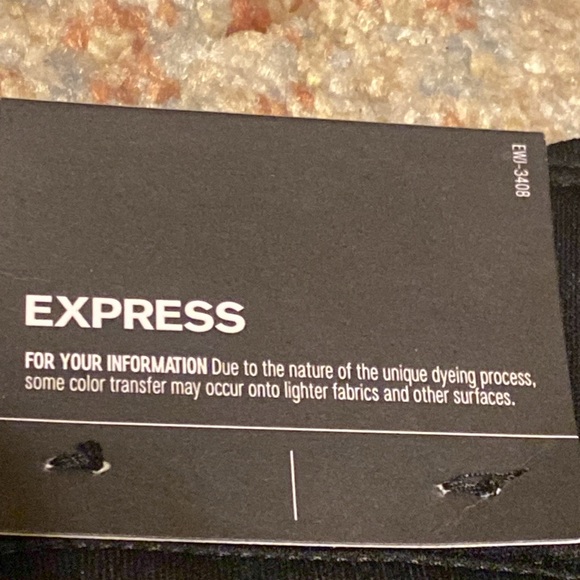 EWJ-3408
EXPRESS
FOR YOUR INFORMATION Due to the nature of the unique dyeing process,
some color transfer may occur onto lighter fabrics and other surfaces.